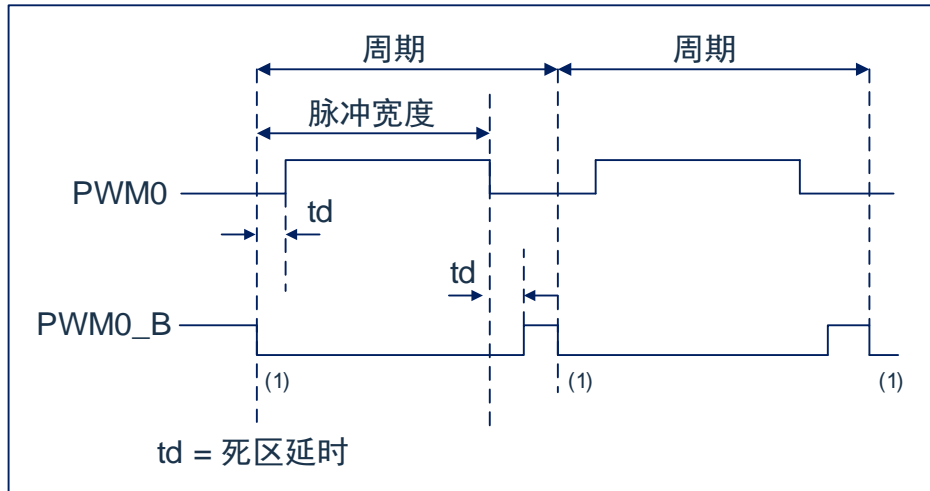 周期 周期
脉冲宽度
PWM0
td
td
PWM0_B
(1) (1) (1)
td = 死区延时